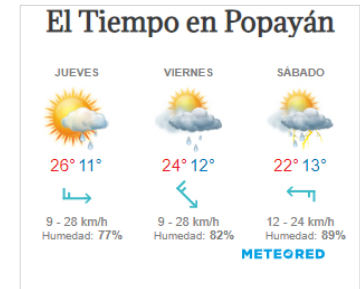 El Tiempo en Popayán
JUEVES VIERNES SÁBADO
26° 11° 24° 12° 22° 13°
9 - 28 km/h 9 - 28 km/h 12 - 24 km/h
Humedad: 77% Humedad: 82% Humedad: 89%
METEORED